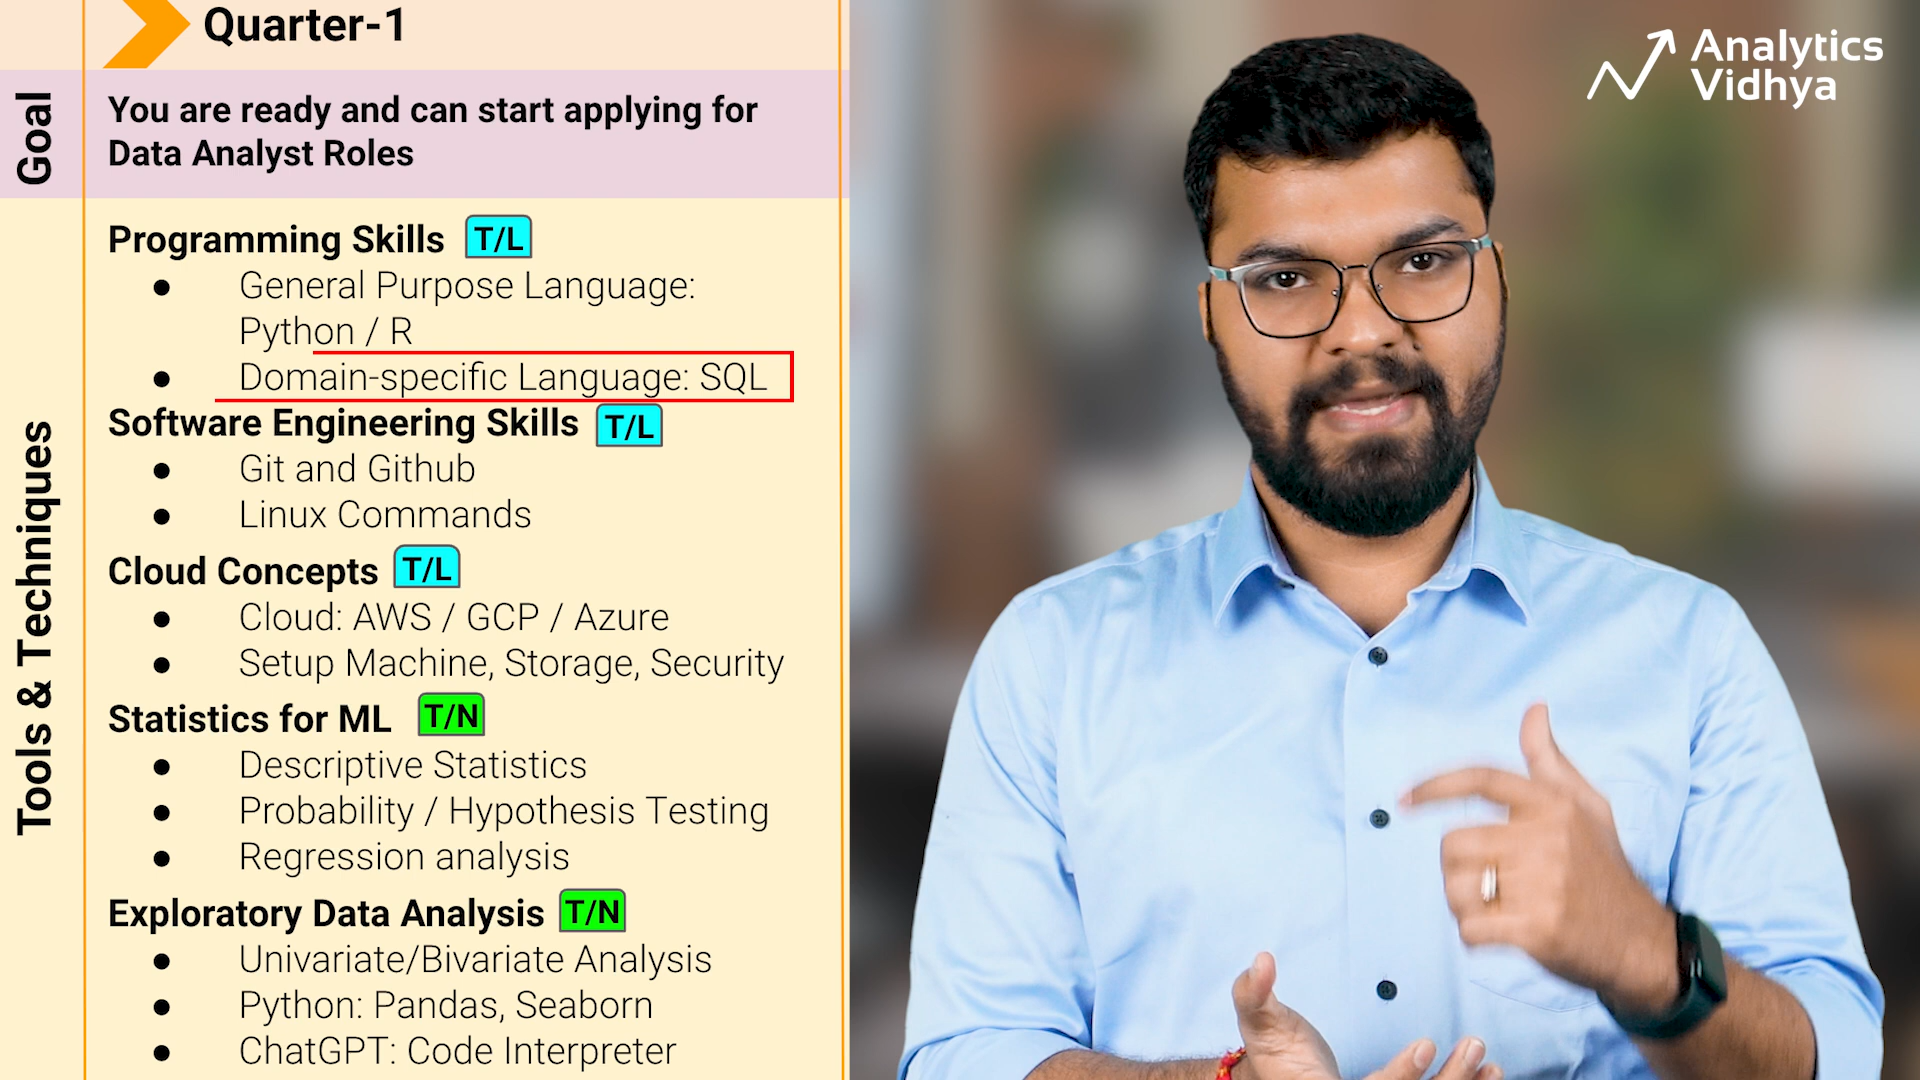 Quarter-1
Goal
You are ready and can start applying for
Data Analyst Roles
Tools & Techniques
Programming Skills T/L
● General Purpose Language:
Python / R
● Domain-specific Language: SQL
Software Engineering Skills T/L
● Git and Github
● Linux Commands
Cloud Concepts T/L
● Cloud: AWS / GCP / Azure
● Setup Machine, Storage, Security
Statistics for ML T/N
● Descriptive Statistics
● Probability / Hypothesis Testing
● Regression analysis
Exploratory Data Analysis T/N
● Univariate/Bivariate Analysis
● Python: Pandas, Seaborn
● ChatGPT: Code Interpreter
Analytics
Vidhya